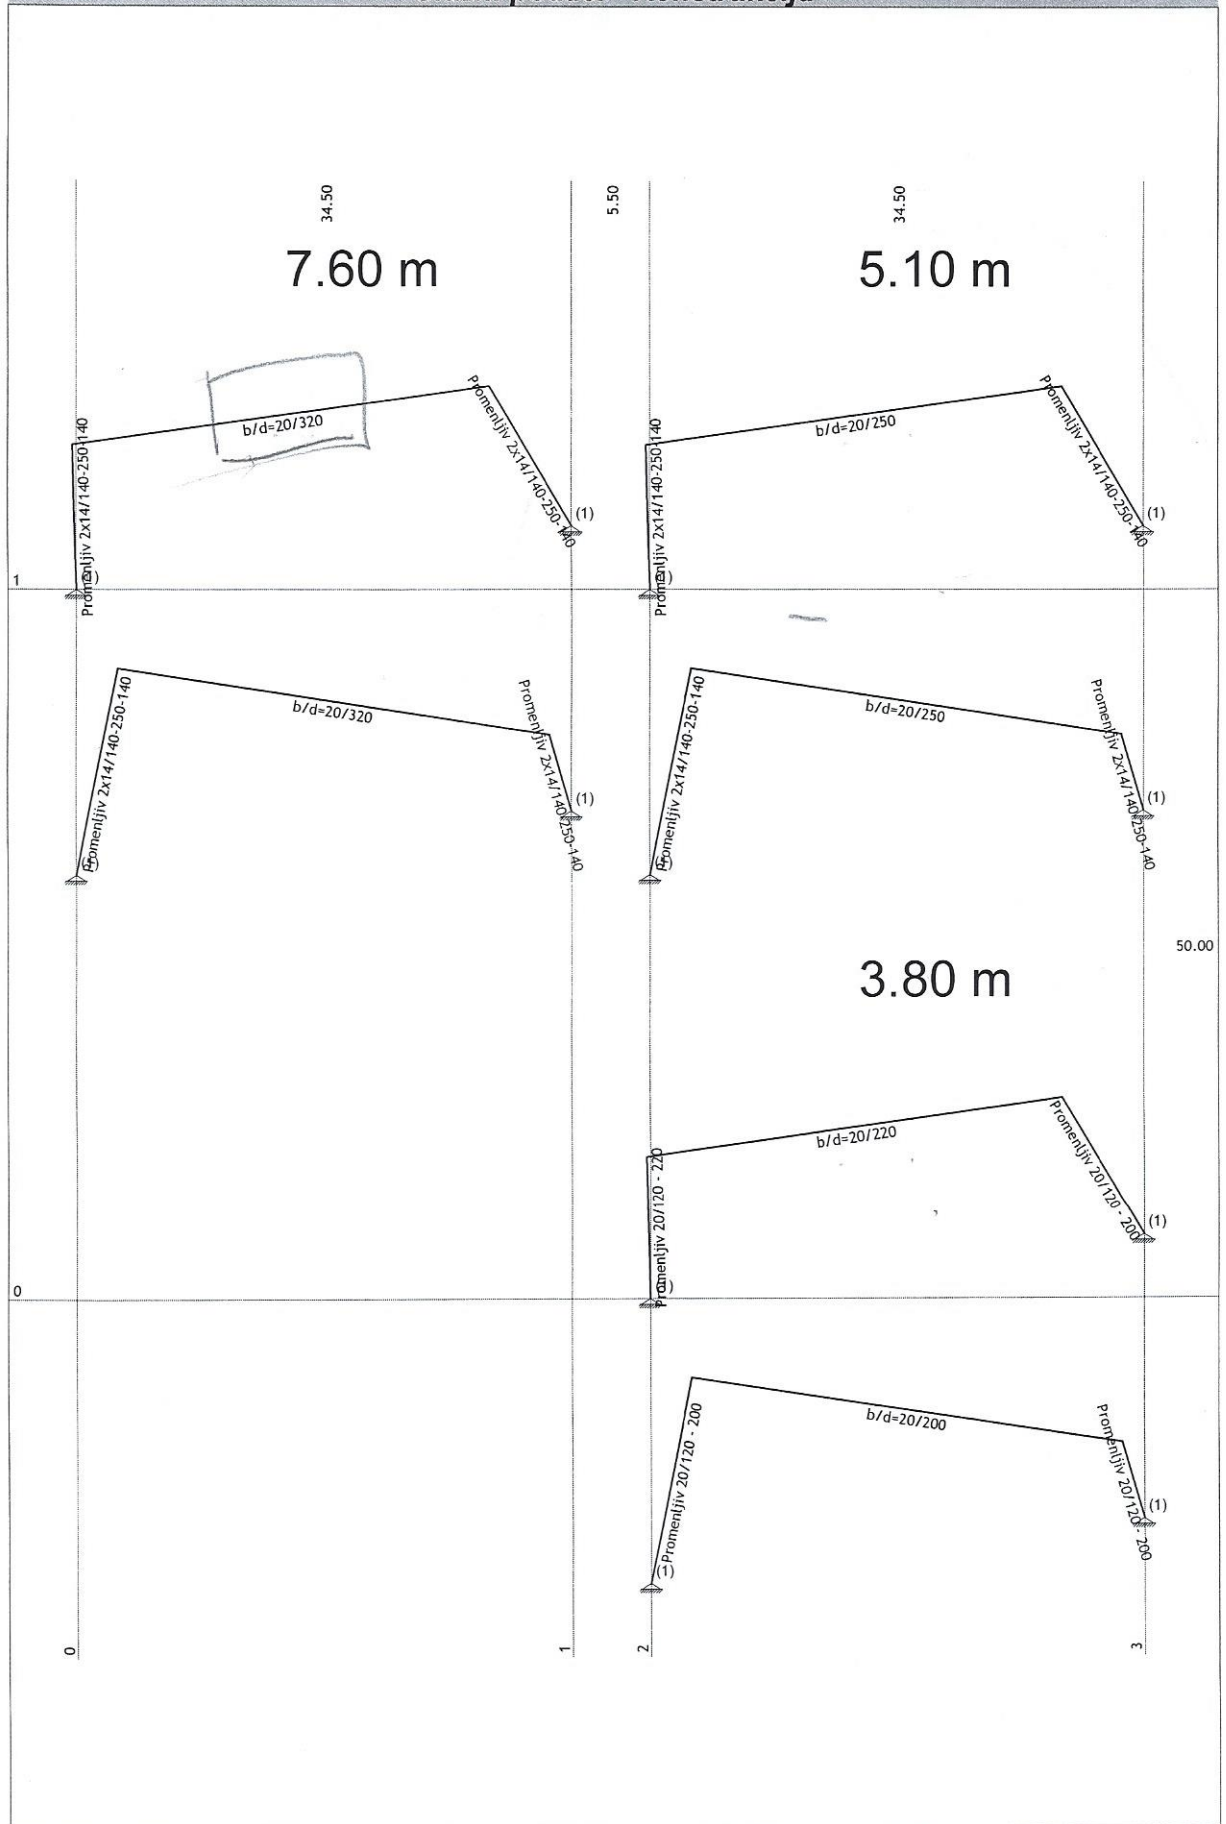 34.50
5.50
34.50
7.60 m
5.10 m
b/d=20/320
Promenljiv 2x14/140-250-140
Promenljiv 2x14/140-250-140
(1)
b/d=20/250
Promenljiv 2x14/140-250-140
Promenljiv 2x14/140-250-140
(1)
1
b/d=20/320
Promenljiv 2x14/140-250-140
Promenljiv 2x14/140-250-140
(1)
b/d=20/250
Promenljiv 2x14/140-250-140
Promenljiv 2x14/140-250-140
(1)
50.00
3.80 m
b/d=20/220
Promenljiv 20/120 - 220
Promenljiv 20/120 - 200
(1)
0
b/d=20/200
Promenljiv 20/120 - 200
(1)
Promenljiv 20/120 - 200
(1)
0
1
2
3